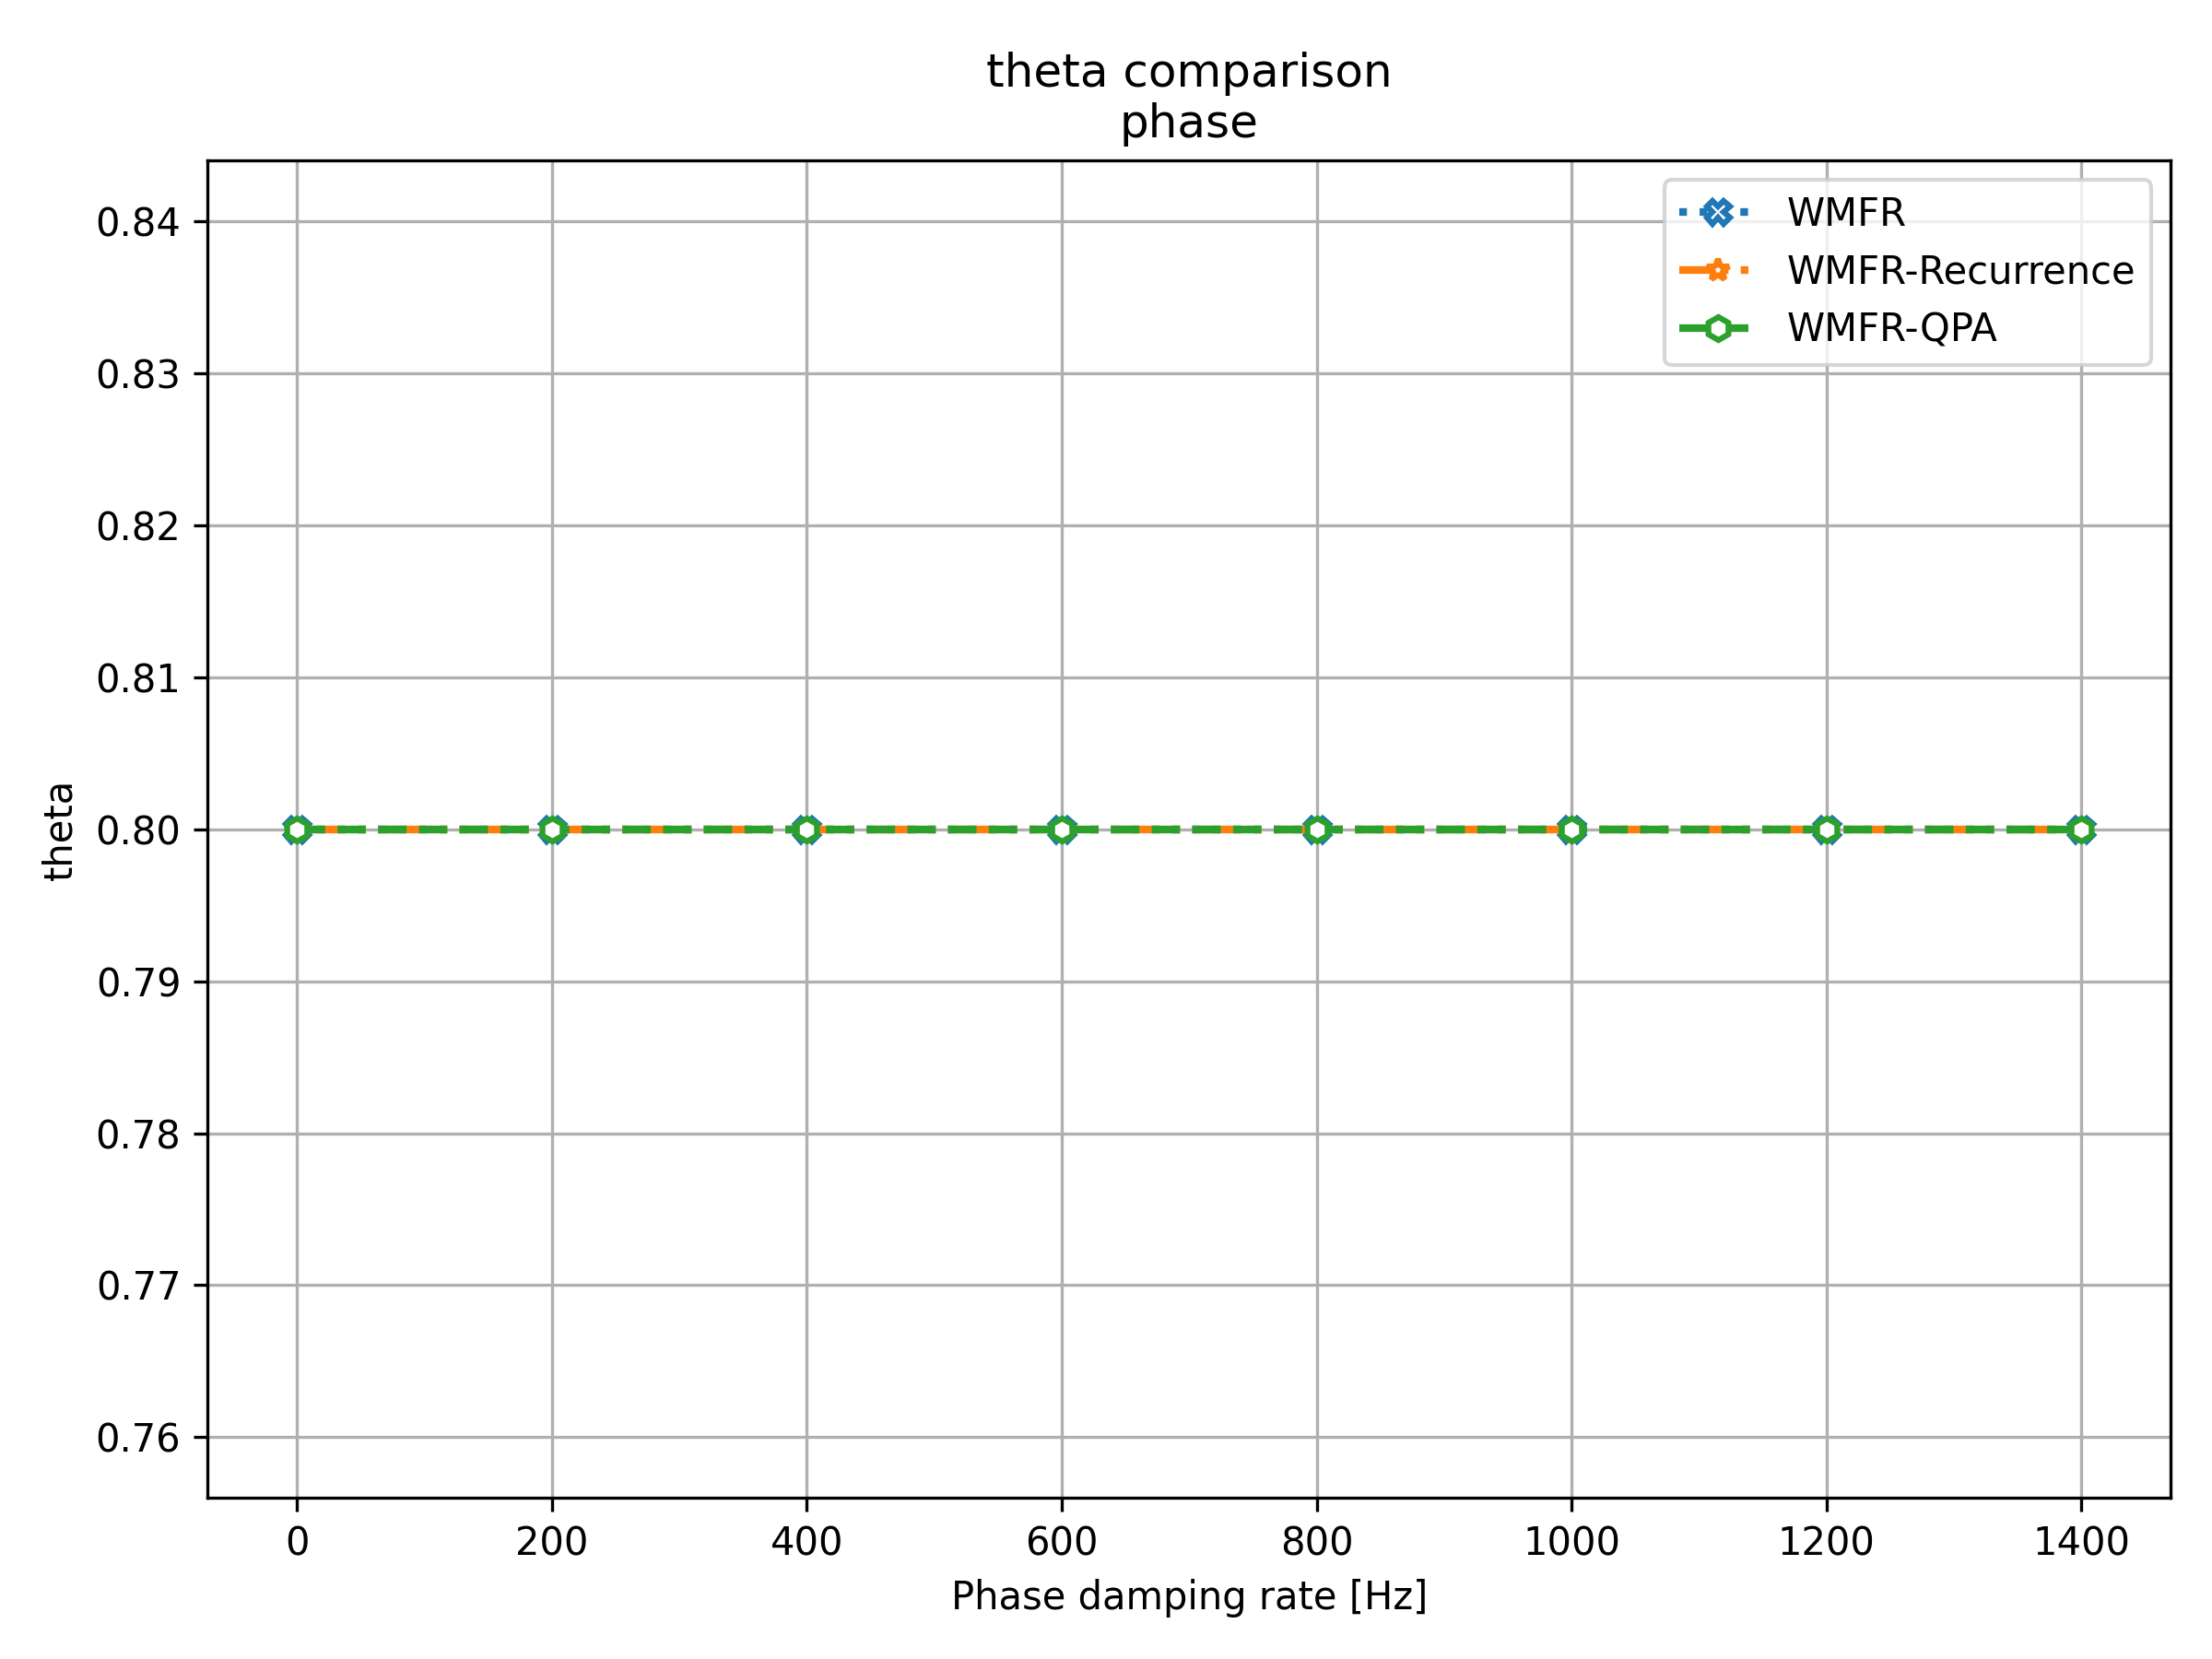 theta comparison
phase
WMFR
WMFR-Recurrence
WMFR-QPA
theta
0.84
0.83
0.82
0.81
0.80
0.79
0.78
0.77
0.76
0 200 400 600 800 1000 1200 1400
Phase damping rate [Hz]